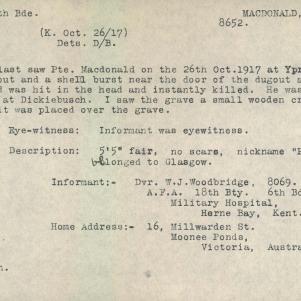 th Bde.
MACDONALD,
8652.
(K. Oct. 26/17)
Dets. D/B.
last saw Pte. Macdonald on the 26th Oct.1917 at Ypr
out and a shell burst near the door of the dugout a
d was hit in the head and instantly killed. He was
at Dickiebusch. I saw the grave a small wooden c
it was placed over the grave.
Eye-witness: Informant was eyewitness.
Description: 5'5" fair, no scars, nickname "
belonged to Glasgow.
Informant:- Dvr. W.J.Woodbridge, 8069.
A.F.A. 18th Bty. 6th Bd
Military Hospital,
Herne Bay, Kent.
Home Address:- 16, Millwarden St.
Moonee Ponds,
Victoria, Austra
n.